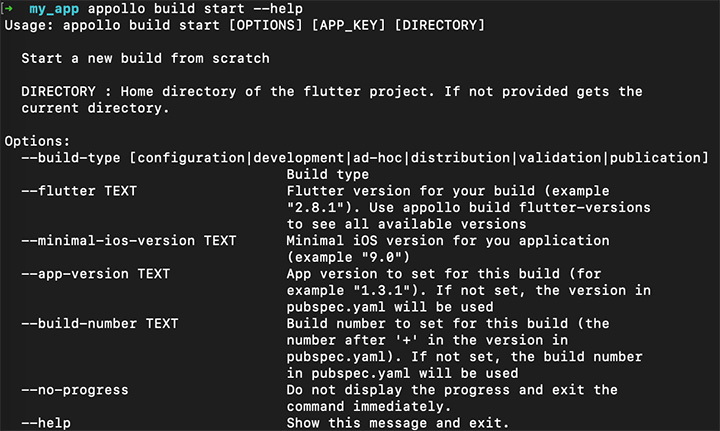 [➜  my_app appollo build start --help
Usage: appollo build start [OPTIONS] [APP_KEY] [DIRECTORY]
Start a new build from scratch
DIRECTORY : Home directory of the flutter project. If not provided gets the
current directory.
Options:
--build-type [configuration|development|ad-hoc|distribution|validation|publication]
Build type
--flutter TEXT                  Flutter version for your build (example
"2.8.1"). Use appollo build flutter-versions
to see all available versions
--minimal-ios-version TEXT      Minimal iOS version for you application
(example "9.0")
--app-version TEXT              App version to set for this build (for
example "1.3.1"). If not set, the version in
pubspec.yaml will be used
--build-number TEXT             Build number to set for this build (the
number after '+' in the version in
pubspec.yaml). If not set, the build number
in pubspec.yaml will be used
--no-progress                   Do not display the progress and exit the
command immediately.
--help                          Show this message and exit.